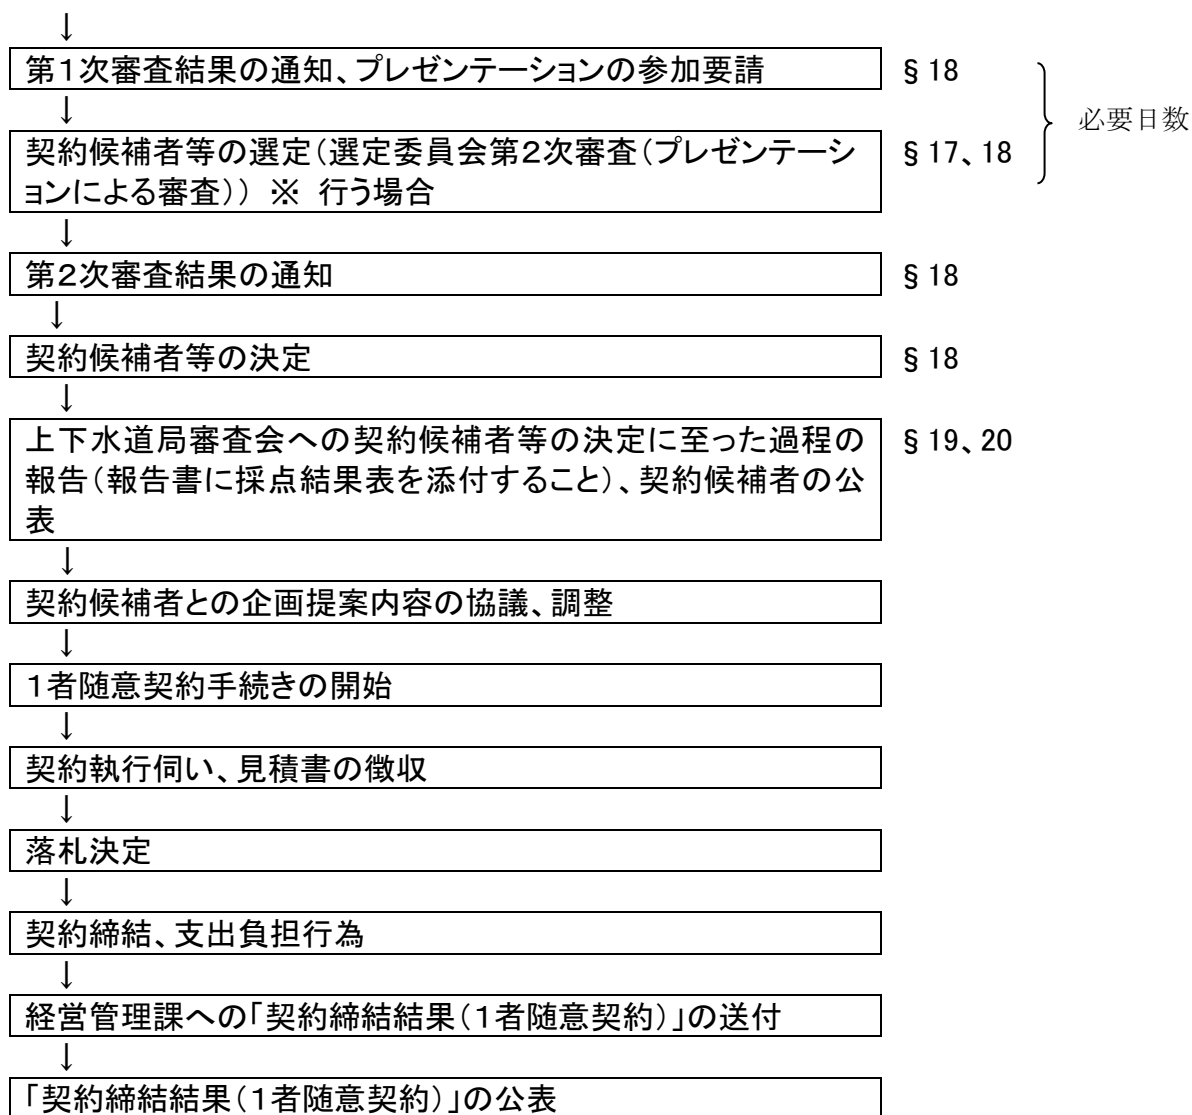 ↓
第1次審査結果の通知、プレゼンテーションの参加要請 §18
必要日数
↓
契約候補者等の選定(選定委員会第2次審査(プレゼンテーシ §17、18
ョンによる審査)) ※ 行う場合
↓
第2次審査結果の通知 §18
↓
契約候補者等の決定 §18
↓
上下水道局審査会への契約候補者等の決定に至った過程の §19、20
報告(報告書に採点結果表を添付すること)、契約候補者の公
表
↓
契約候補者との企画提案内容の協議、調整
↓
1者随意契約手続きの開始
↓
契約執行伺い、見積書の徴収
↓
落札決定
↓
契約締結、支出負担行為
↓
経営管理課への「契約締結結果(1者随意契約)」の送付
↓
「契約締結結果(1者随意契約)」の公表